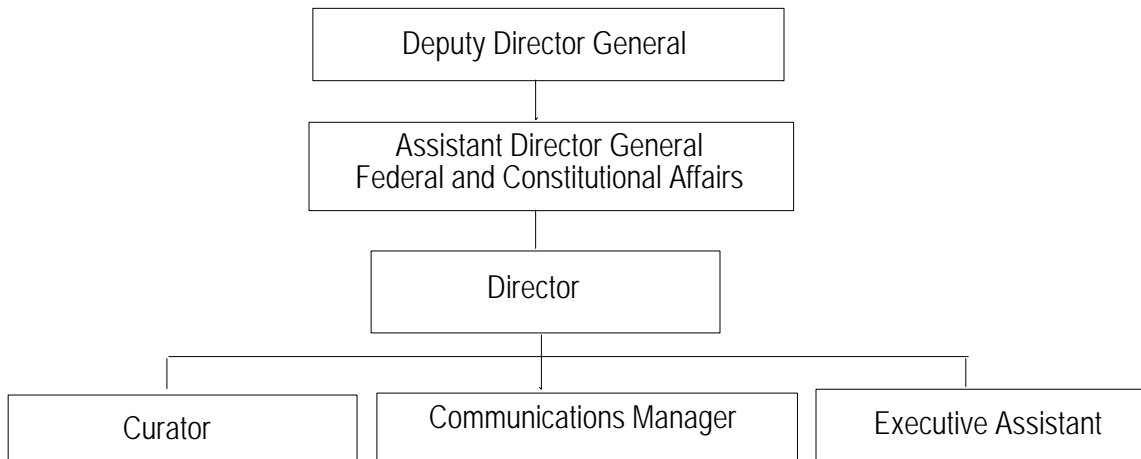 Deputy Director General
Assistant Director General
Federal and Constitutional Affairs
Director
Curator
Communications Manager
Executive Assistant